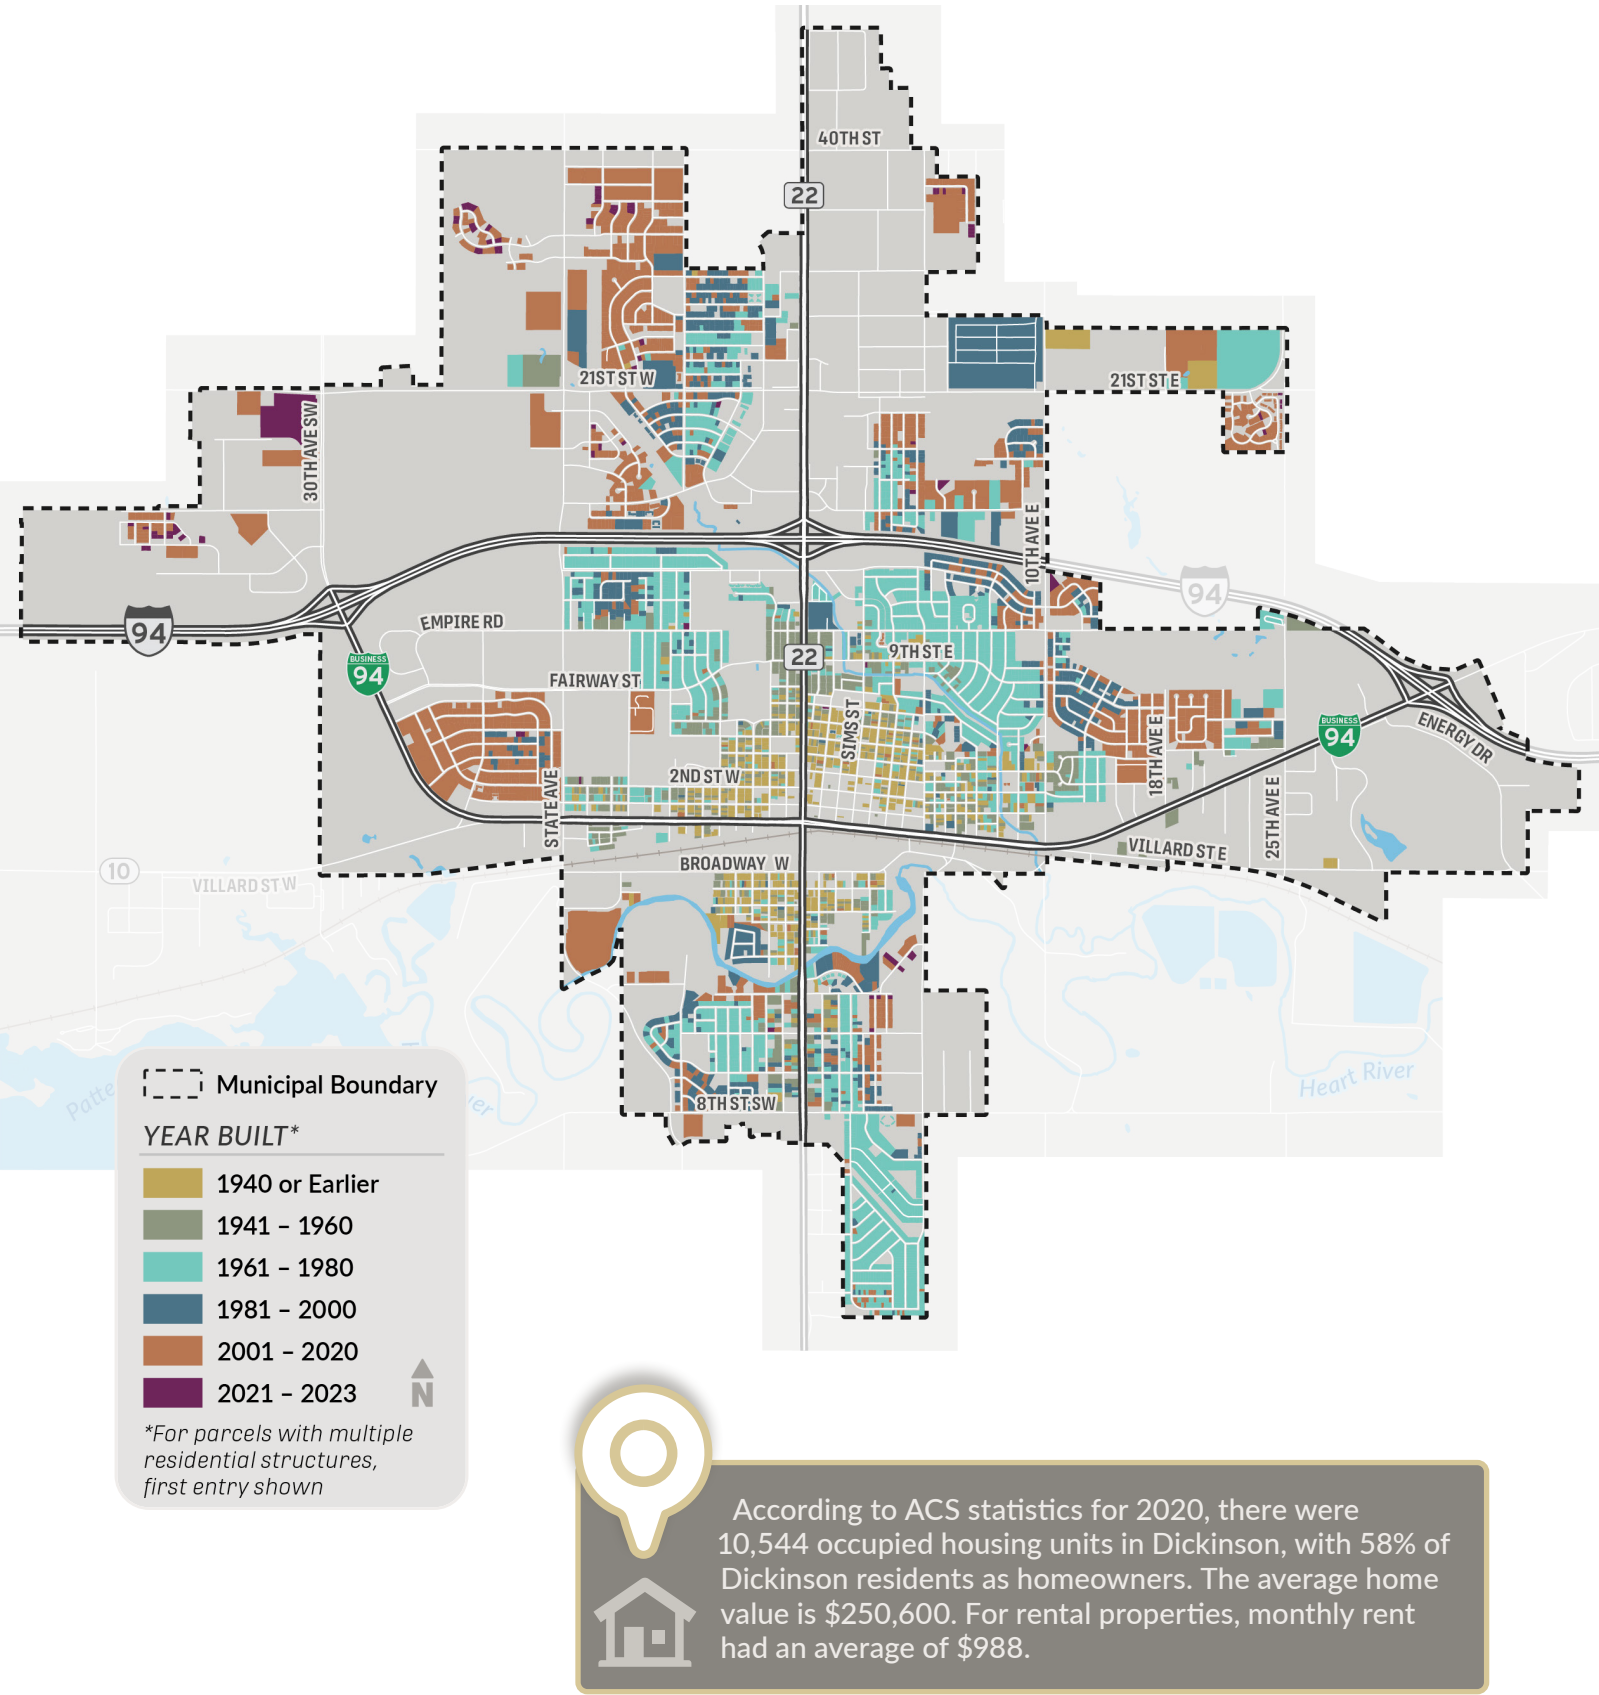 40TH ST
22
21ST ST W
21ST ST E
30TH AVE SW
10TH AVE E
94
94
EMPIRE RD
BUSINESS
94
22
9TH ST E
FAIRWAY ST
SIMS ST
18TH AVE E
BUSINESS
94
ENERGY DR
2ND ST W
STATE AVE
25TH AVE E
VILLARD ST E
BROADWAY W
10
VILLARD ST W
8TH ST SW
Heart River
Patte
ver
Municipal Boundary
YEAR BUILT*
1940 or Earlier
1941 – 1960
1961 – 1980
1981 – 2000
2001 – 2020
2021 – 2023
N
*For parcels with multiple
residential structures,
first entry shown
According to ACS statistics for 2020, there were
10,544 occupied housing units in Dickinson, with 58% of
Dickinson residents as homeowners. The average home
value is $250,600. For rental properties, monthly rent
had an average of $988.